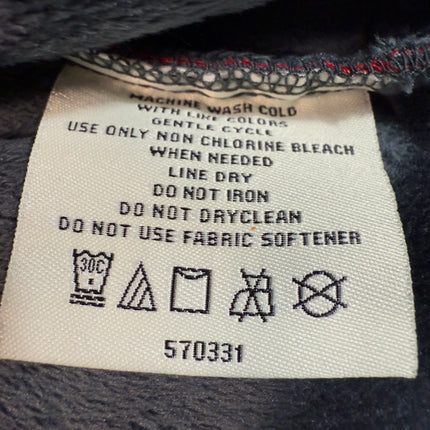 MACHINE WASH COLD
WITH LIKE COLORS
GENTLE CYCLE
USE ONLY NON CHLORINE BLEACH
WHEN NEEDED
LINE DRY
DO NOT IRON
DO NOT DRYCLEAN
DO NOT USE FABRIC SOFTENER
30C
570331